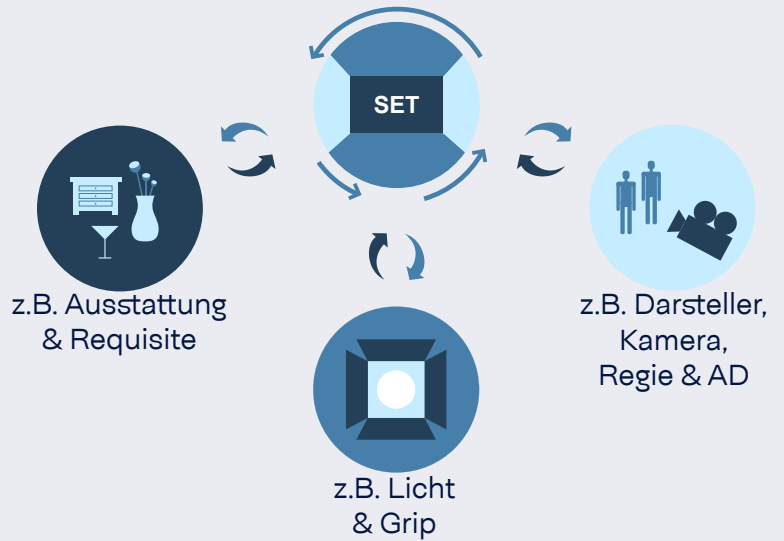 SET
z.B. Ausstattung
& Requisite
z.B. Darsteller,
Kamera,
Regie & AD
z.B. Licht
& Grip